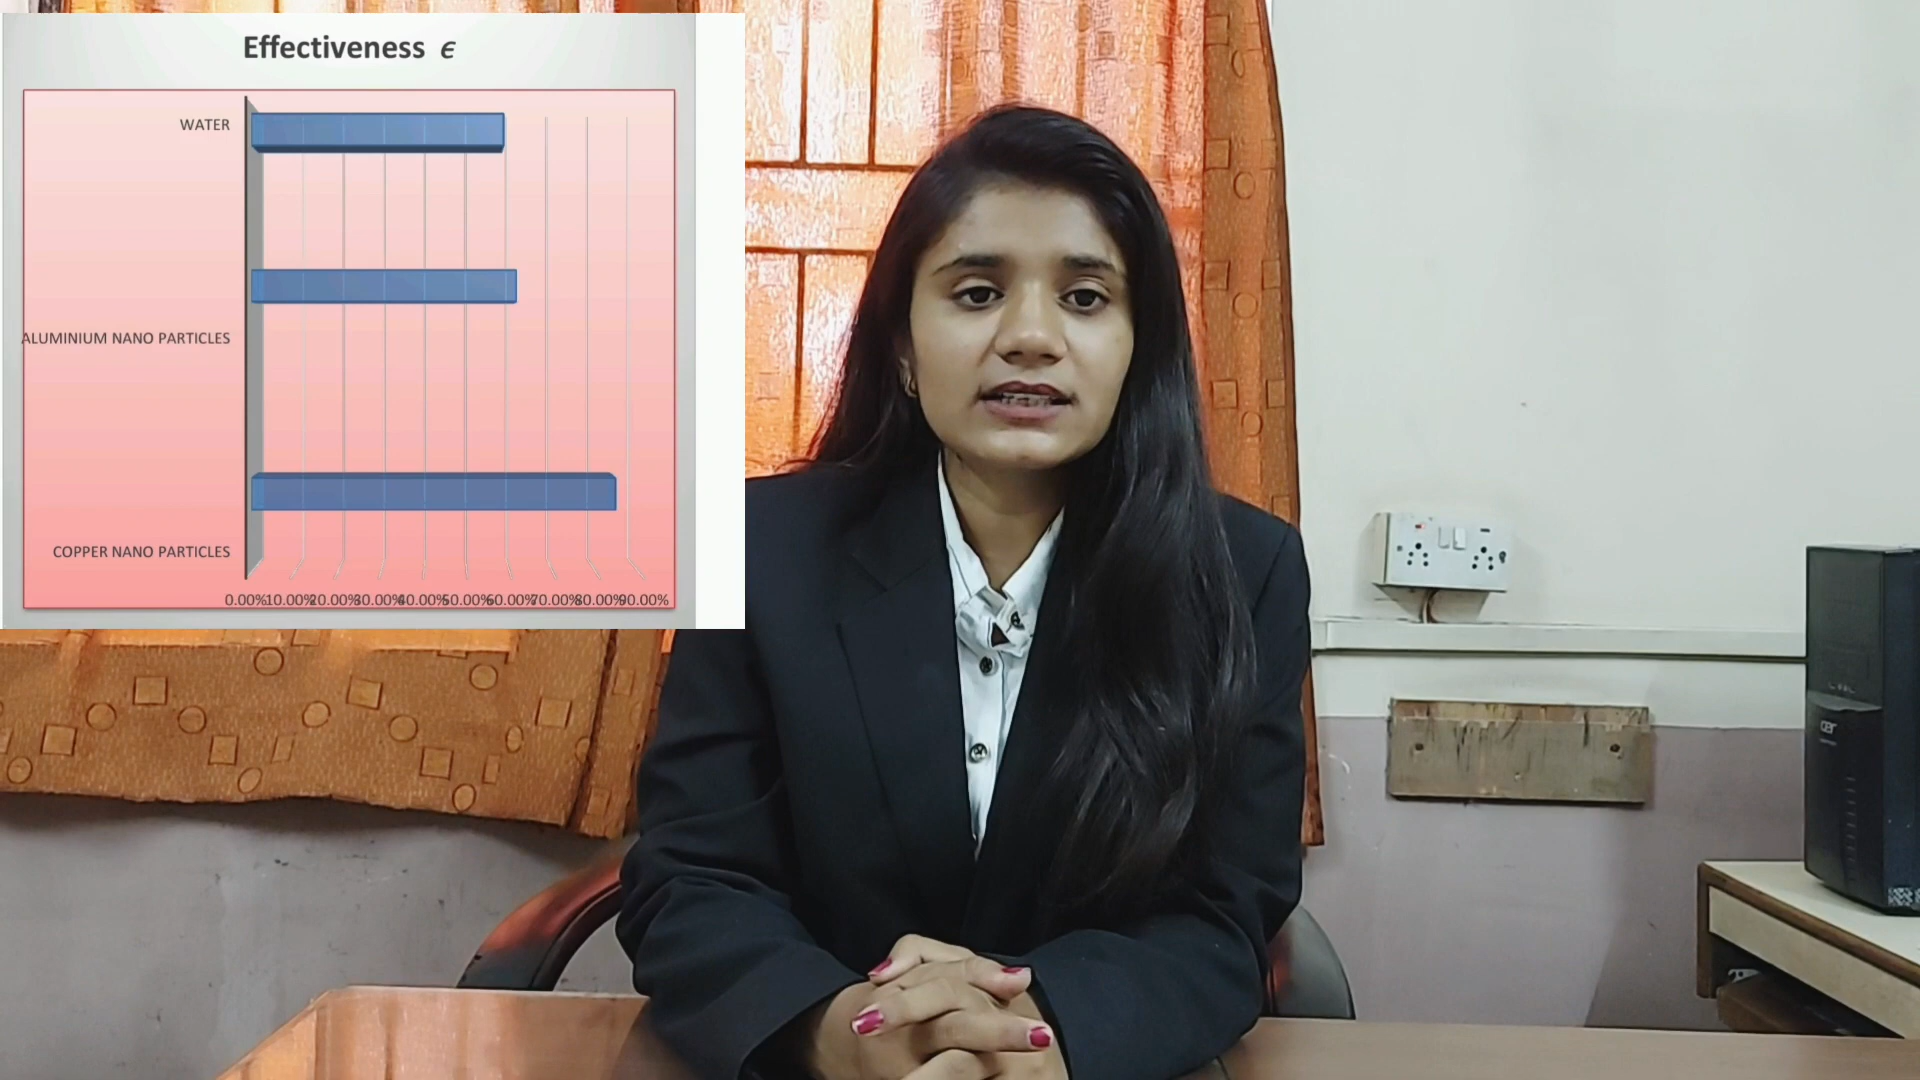 Effectiveness ϵ
WATER
ALUMINIUM NANO PARTICLES
COPPER NANO PARTICLES
0.00% 10.00% 20.00% 30.00% 40.00% 50.00% 60.00% 70.00% 80.00% 90.00%
acer